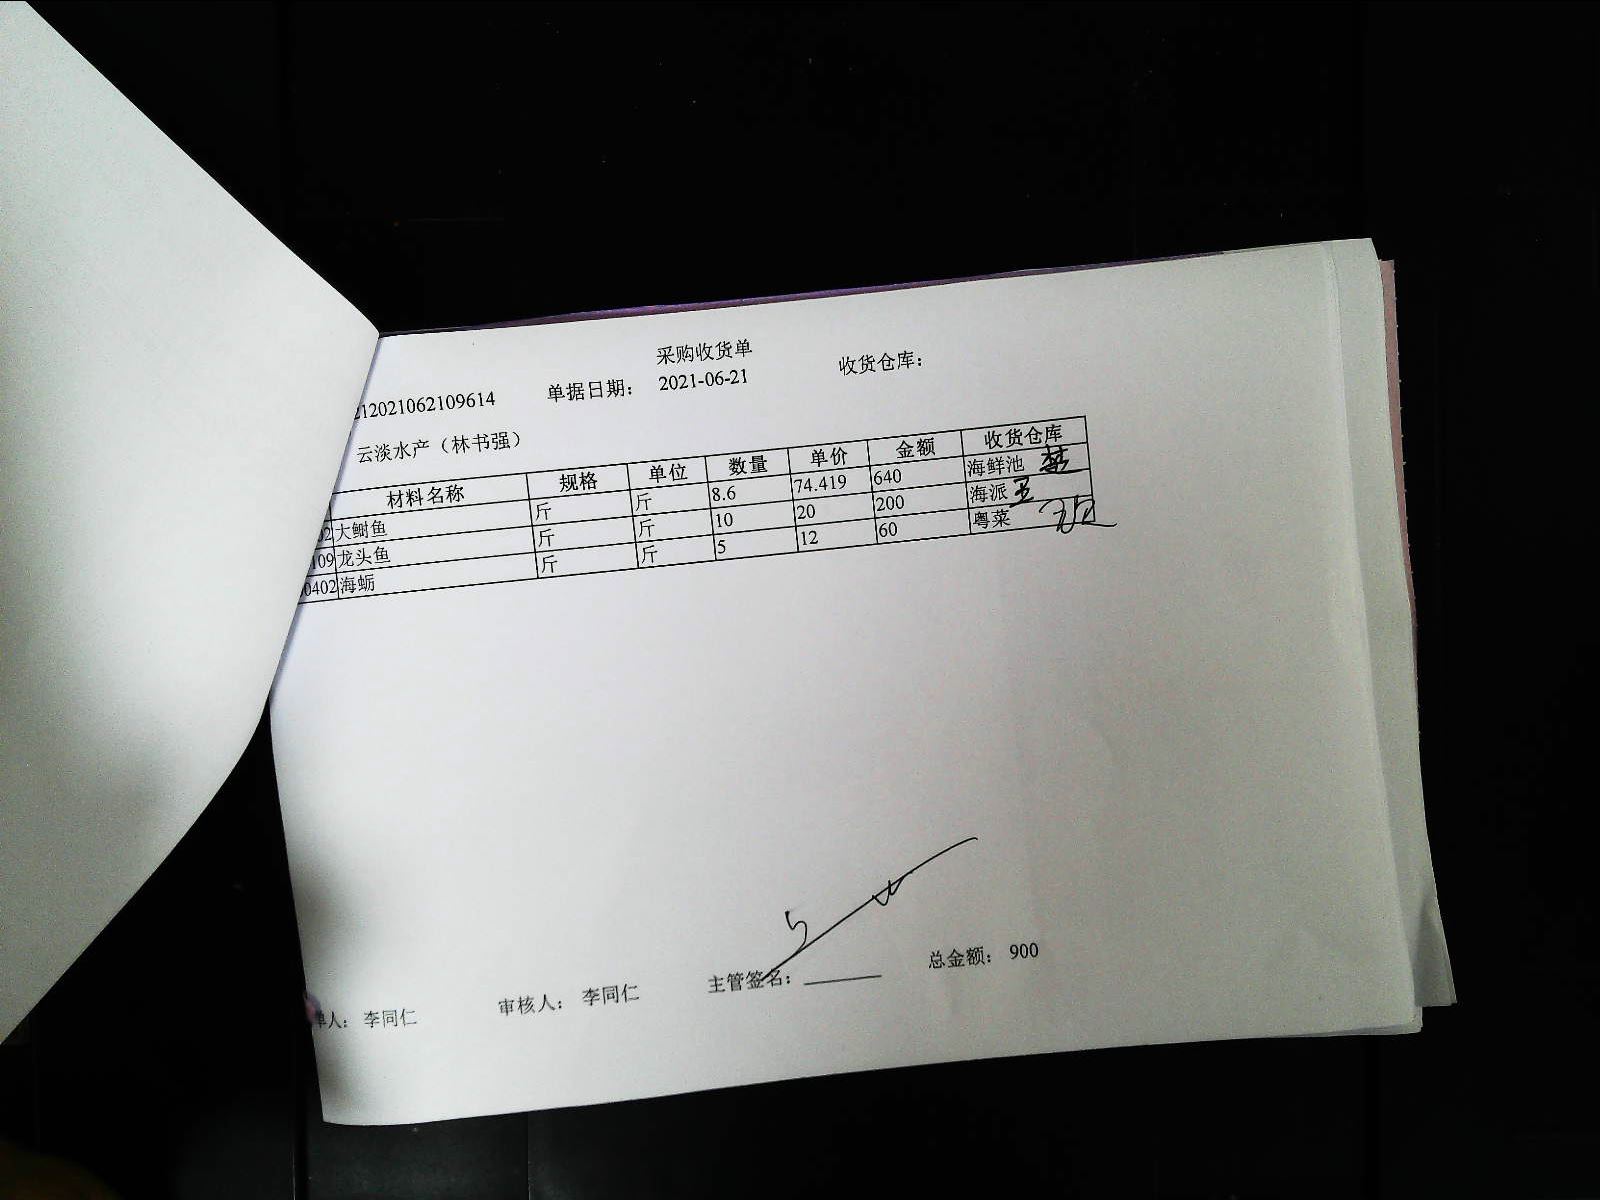 采购收货单
212021062109614 单据日期: 2021-06-21 收货仓库:
云淡水产（林书强）
材料名称 规格 单位 数量 单价 金额 收货仓库
02 大鲥鱼 斤 斤 8.6 74.419 640 海鲜池
109 龙头鱼 斤 斤 10 20 200 海派
0402 海蛎 斤 斤 5 12 60 粤菜
单人: 李同仁 审核人: 李同仁 主管签名: 总金额: 900